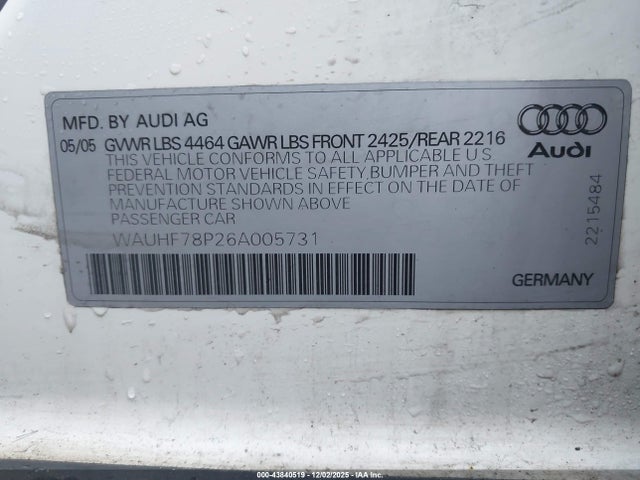 MFD. BY AUDI AG
05/05 GVWR LBS 4464 GAWR LBS FRONT 2425/REAR 2216
THIS VEHICLE CONFORMS TO ALL APPLICABLE U S
FEDERAL MOTOR VEHICLE SAFETY,BUMPER AND THEFT
PREVENTION STANDARDS IN EFFECT ON THE DATE OF
MANUFACTURE SHOWN ABOVE
PASSENGER CAR
WAUHF78P26A005731
Audi
2215484
GERMANY
000-43840519 | 12/02/2025 | IAA Inc.